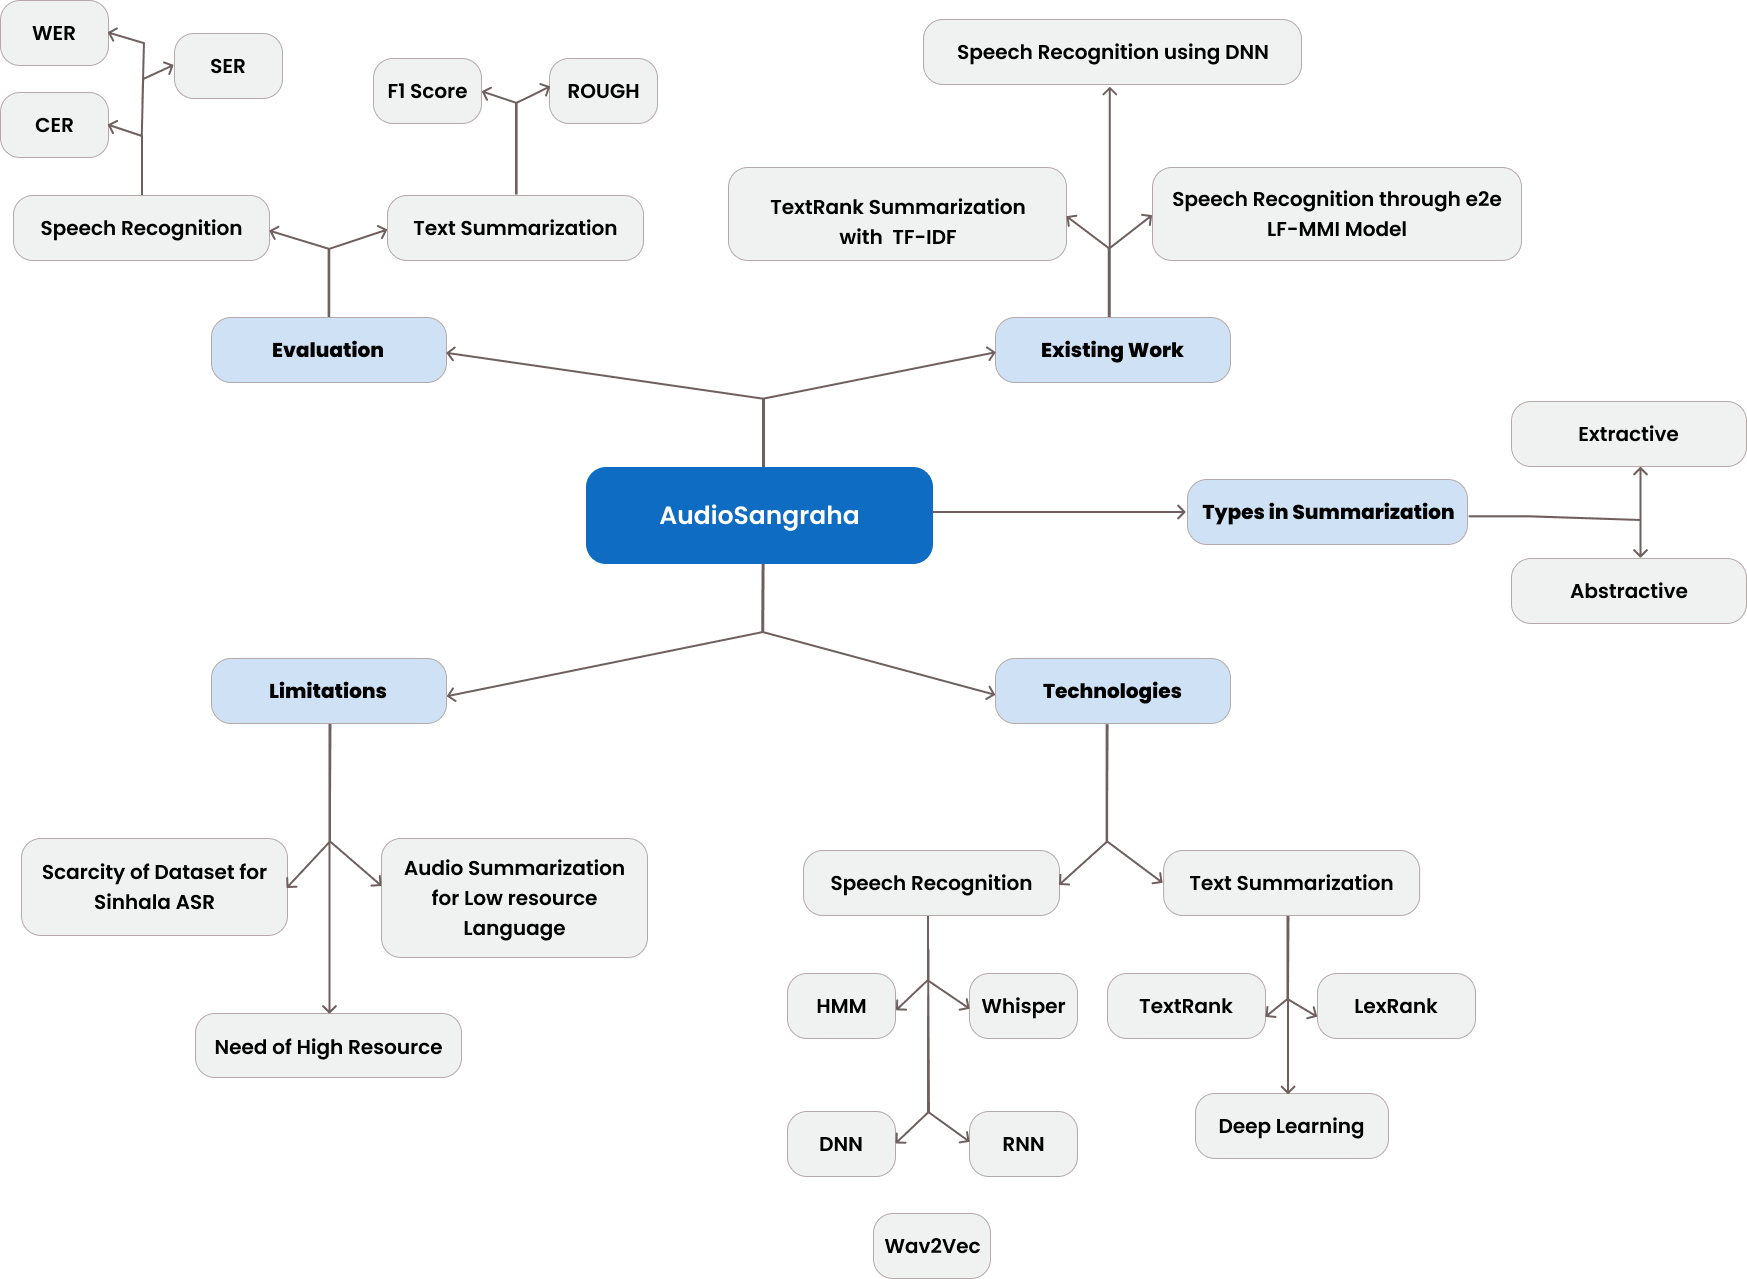 WER
SER
CER
F1 Score
ROUGH
Speech Recognition
Text Summarization
Evaluation
Speech Recognition using DNN
TextRank Summarization
with TF-IDF
Speech Recognition through e2e
LF-MMI Model
Existing Work
AudioSangraha
Types in Summarization
Extractive
Abstractive
Limitations
Scarcity of Dataset for
Sinhala ASR
Audio Summarization
for Low resource
Language
Need of High Resource
Technologies
Speech Recognition
Text Summarization
HMM
Whisper
TextRank
LexRank
DNN
RNN
Deep Learning
Wav2Vec